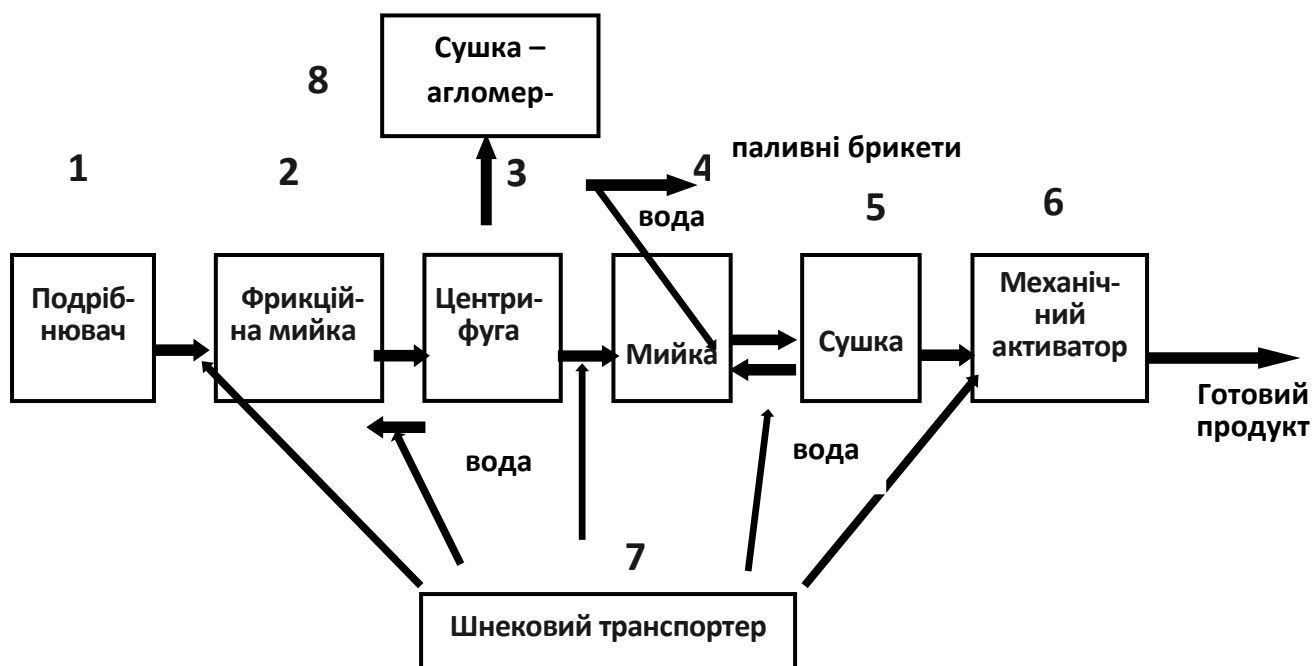 Сушка –
агломер-
8
паливні брикети
1
2
3
4
вода
5
6
Подріб-
нювач
Фрикцій-
на мийка
Центри-
фуга
Мийка
Сушка
Механіч-
ний
активатор
Готовий
продукт
вода
вода
7
Шнековий транспортер